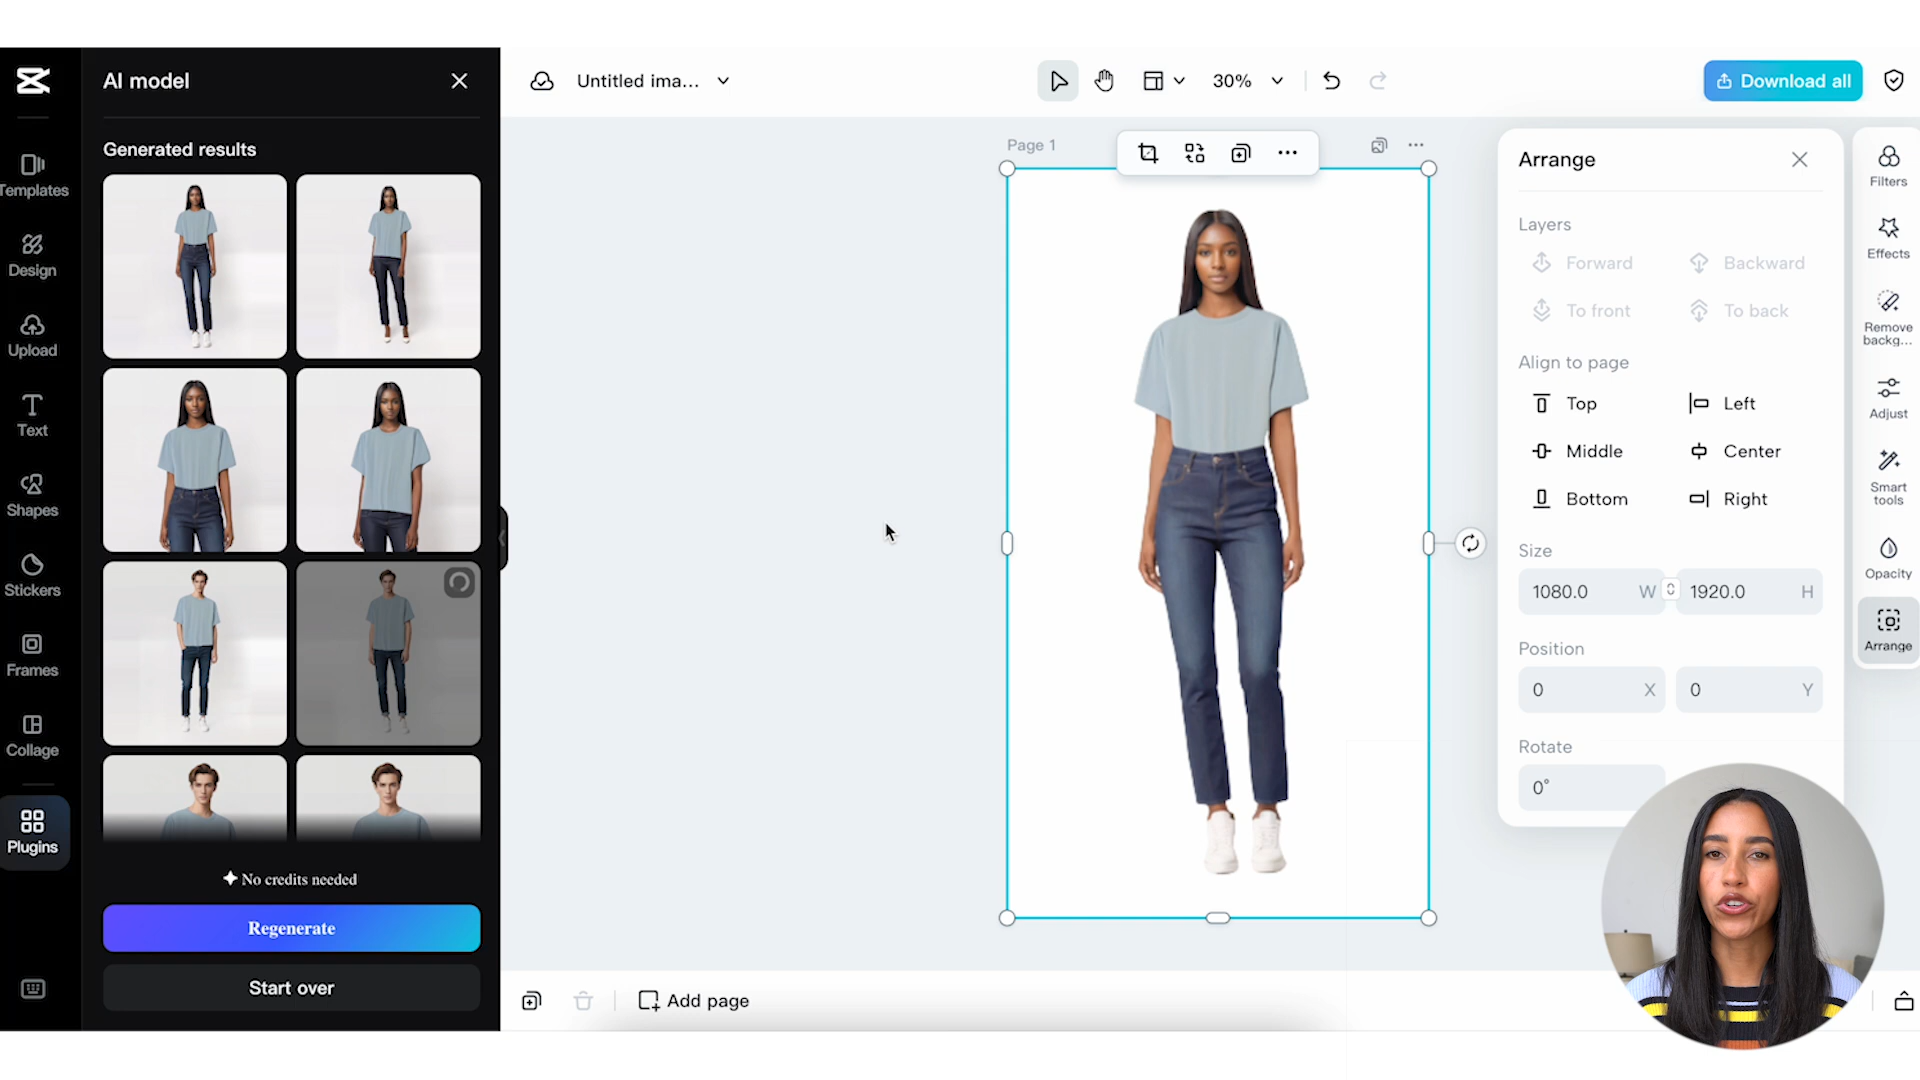 AI model
Untitled ima...
30%
Download all
Generated results
Templates
Design
Upload
Text
Shapes
Stickers
Frames
Collage
Plugins
No credits needed
Regenerate
Start over
Page 1
Add page
Arrange
Layers
Forward
Backward
To front
To back
Align to page
Top
Left
Middle
Center
Bottom
Right
Size
1080.0 W
1920.0 H
Position
0 X
0 Y
Rotate
0°
Filters
Effects
Remove
backg...
Adjust
Smart
tools
Opacity
Arrange